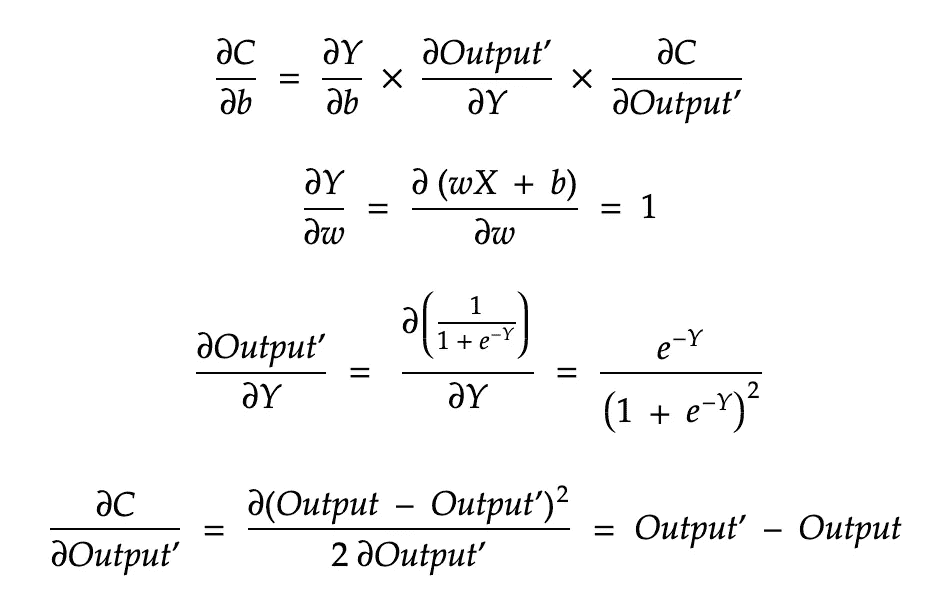 ∂C/∂b = ∂Y/∂b × ∂Output′/∂Y × ∂C/∂Output′
∂Y/∂w = ∂ (wX + b)/∂w = 1
∂Output′/∂Y = ∂(1/(1 + e^−Y))/∂Y = e^−Y/(1 + e^−Y)^2
∂C/∂Output′ = ∂(Output − Output′)^2/2 ∂Output′ = Output′ − Output